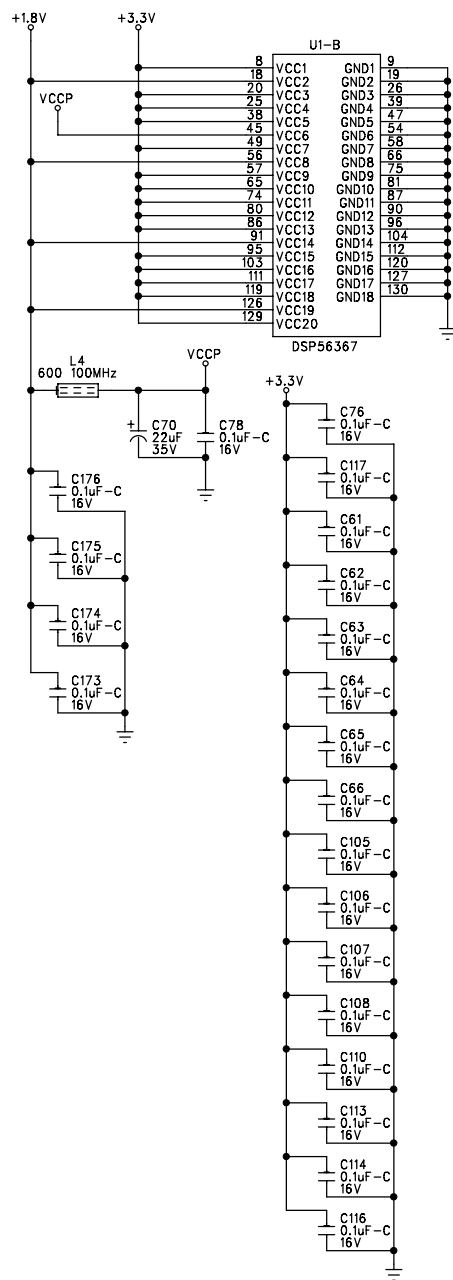 +1.8V
+3.3V
U1-B
8 VCC1 GND1 9
18 VCC2 GND2 19
20 VCC3 GND3 26
25 VCC4 GND4 39
38 VCC5 GND5 47
45 VCC6 GND6 54
49 VCC7 GND7 58
56 VCC8 GND8 66
57 VCC9 GND9 75
65 VCC10 GND10 81
74 VCC11 GND11 87
80 VCC12 GND12 90
86 VCC13 GND13 96
91 VCC14 GND14 104
95 VCC15 GND15 112
103 VCC16 GND16 120
111 VCC17 GND17 127
119 VCC18 GND18 130
126 VCC19
129 VCC20
DSP56367
VCCP
L4
600 100MHz
VCCP
+
C70
22uF
35V
C78
0.1uF-C
16V
C176
0.1uF-C
16V
C175
0.1uF-C
16V
C174
0.1uF-C
16V
C173
0.1uF-C
16V
+3.3V
C76
0.1uF-C
16V
C117
0.1uF-C
16V
C61
0.1uF-C
16V
C62
0.1uF-C
16V
C63
0.1uF-C
16V
C64
0.1uF-C
16V
C65
0.1uF-C
16V
C66
0.1uF-C
16V
C105
0.1uF-C
16V
C106
0.1uF-C
16V
C107
0.1uF-C
16V
C108
0.1uF-C
16V
C110
0.1uF-C
16V
C113
0.1uF-C
16V
C114
0.1uF-C
16V
C116
0.1uF-C
16V